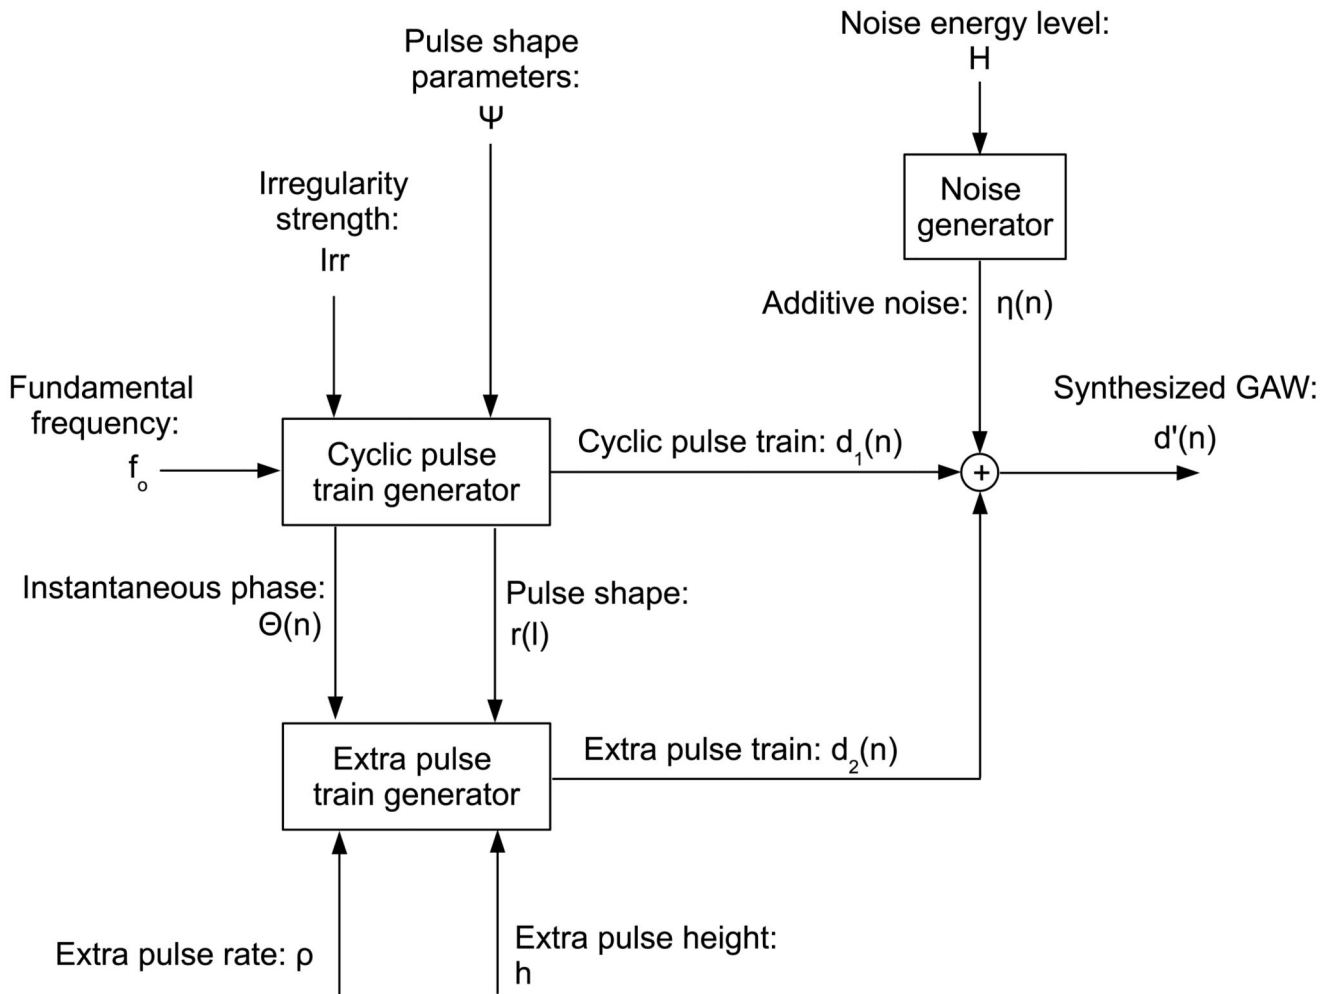 Noise energy level:
H
Pulse shape
parameters:
Ψ
Irregularity
strength:
Irr
Noise
generator
Additive noise: η(n)
Fundamental
frequency:
fₒ
Cyclic pulse
train generator
Cyclic pulse train: d₁(n)
+
Synthesized GAW:
d'(n)
Instantaneous phase:
Θ(n)
Pulse shape:
r(l)
Extra pulse
train generator
Extra pulse train: d₂(n)
Extra pulse rate: ρ
Extra pulse height:
h